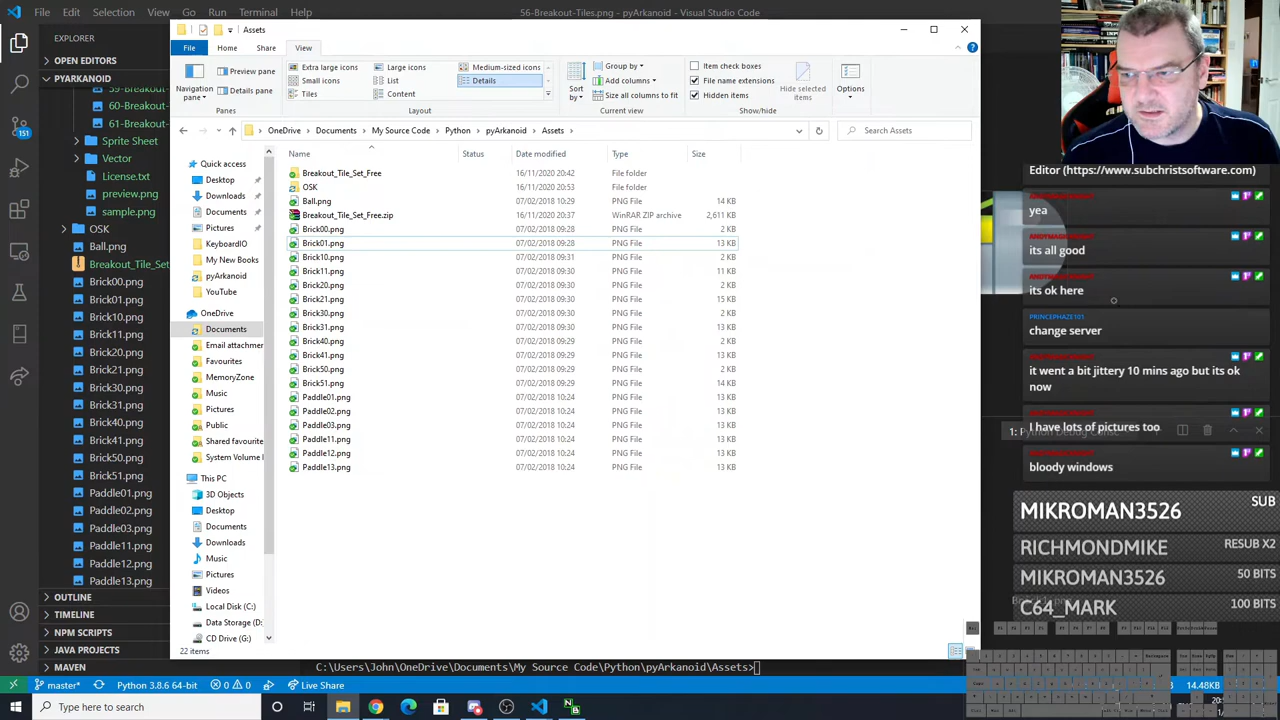 File Edit Selection
56-Breakout-Tiles.png - pyArkanoid - Visual Studio Code
EXPLORER
OPEN EDITORS
PYARKANOID
60-Breakout
61-Breakout
Sprite Sheet
Vector
License.txt
preview.png
sample.png
OSK
Ball.png
Breakout_Tile_Set
Brick00.png
Brick01.png
Brick10.png
Brick11.png
Brick20.png
Brick21.png
Brick30.png
Brick31.png
Brick40.png
Brick41.png
Brick50.png
Brick51.png
Paddle01.png
Paddle02.png
Paddle03.png
Paddle11.png
Paddle12.png
Paddle13.png
OUTLINE
TIMELINE
NPM SCRIPTS
JAVA PROJECTS
MAVEN
151
Assets
File Home Share View
Preview pane
Details pane
Navigation pane
Panes
Extra large icons
Large icons
Medium-sized icons
Small icons
List
Details
Tiles
Content
Layout
Sort by
Group by
Add columns
Size all columns to fit
Current view
Item check boxes
File name extensions
Hidden items
Hide selected items
Show/hide
Options
OneDrive > Documents > My Source Code > Python > pyArkanoid > Assets >
Search Assets
Quick access
Desktop
Downloads
Documents
Pictures
KeyboardIO
My New Books
pyArkanoid
YouTube
OneDrive
Documents
Email attachmer
Favourites
MemoryZone
Music
Pictures
Public
Shared favourite
System Volume I
This PC
3D Objects
Desktop
Documents
Downloads
Music
Pictures
Videos
Local Disk (C:)
Data Storage (D:
CD Drive (G:)
Name Status Date modified Type Size
Breakout_Tile_Set_Free 16/11/2020 20:42 File folder
OSK 16/11/2020 20:53 File folder
Ball.png 07/02/2018 09:28 PNG File 14 KB
Breakout_Tile_Set_Free.zip 16/11/2020 20:37 WinRAR ZIP archive 2,611 KB
Brick00.png 07/02/2018 09:28 PNG File 2 KB
Brick01.png 07/02/2018 09:28 PNG File 13 KB
Brick10.png 07/02/2018 09:31 PNG File 2 KB
Brick11.png 07/02/2018 09:30 PNG File 11 KB
Brick20.png 07/02/2018 09:30 PNG File 2 KB
Brick21.png 07/02/2018 09:30 PNG File 15 KB
Brick30.png 07/02/2018 09:30 PNG File 2 KB
Brick31.png 07/02/2018 09:30 PNG File 13 KB
Brick40.png 07/02/2018 09:29 PNG File 2 KB
Brick41.png 07/02/2018 09:29 PNG File 13 KB
Brick50.png 07/02/2018 09:29 PNG File 2 KB
Brick51.png 07/02/2018 09:29 PNG File 14 KB
Paddle01.png 07/02/2018 10:24 PNG File 13 KB
Paddle02.png 07/02/2018 10:24 PNG File 13 KB
Paddle03.png 07/02/2018 10:24 PNG File 13 KB
Paddle11.png 07/02/2018 10:24 PNG File 13 KB
Paddle12.png 07/02/2018 10:24 PNG File 13 KB
Paddle13.png 07/02/2018 10:24 PNG File 13 KB
22 items
Editor (https://www.subchristsoftware.com)
yea
its all good
its ok here
PRINCEPHAZE101
change server
it went a bit jittery 10 mins ago but its ok now
I have lots of pictures too
1: Python Debug Consc
bloody windows
MIKROMAN3526 SUB
RICHMONDMIKE RESUB X2
MIKROMAN3526 50 BITS
C64_MARK 100 BITS
C:\Users\John\OneDrive\Documents\My Source Code\Python\pyArkanoid\Assets>
master* Python 3.8.6 64-bit 0 0 Live Share
14.48KB
Type here to search